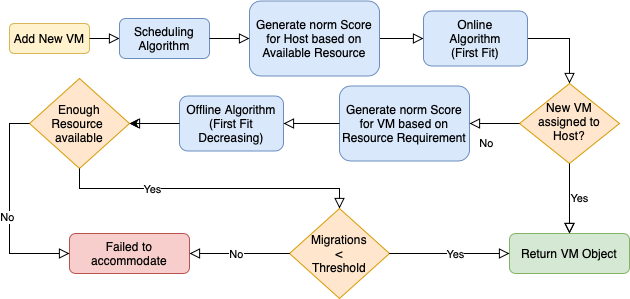 Add New VM
Scheduling
Algorithm
Generate norm Score
for Host based on
Available Resource
Online
Algorithm
(First Fit)
Enough
Resource
available
Offline Algorithm
(First Fit
Decreasing)
Generate norm Score
for VM based on
Resource Requirement
No
New VM
assigned to
Host?
Yes
Yes
No
Failed to
accommodate
No
Migrations
<
Threshold
Yes
Return VM Object